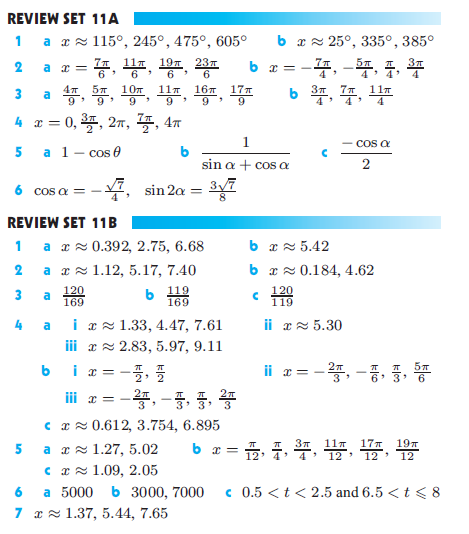 REVIEW SET 11A
1 a x ≈ 115°, 245°, 475°, 605° b x ≈ 25°, 335°, 385°
2 a x = 7π/6, 11π/6, 19π/6, 23π/6 b x = −7π/4, −5π/4, π/4, 3π/4
3 a 4π/9, 5π/9, 10π/9, 11π/9, 16π/9, 17π/9 b 3π/4, 7π/4, 11π/4
4 x = 0, 3π/2, 2π, 7π/2, 4π
5 a 1 − cos θ b 1/(sin α + cos α) c −cos α/2
6 cos α = −√7/4, sin 2α = 3√7/8
REVIEW SET 11B
1 a x ≈ 0.392, 2.75, 6.68 b x ≈ 5.42
2 a x ≈ 1.12, 5.17, 7.40 b x ≈ 0.184, 4.62
3 a 120/169 b 119/169 c 120/119
4 a i x ≈ 1.33, 4.47, 7.61 ii x ≈ 5.30
iii x ≈ 2.83, 5.97, 9.11
b i x = −π/2, π/2 ii x = −2π/3, −π/6, π/3, 5π/6
iii x = −2π/3, −π/3, π/3, 2π/3
c x ≈ 0.612, 3.754, 6.895
5 a x ≈ 1.27, 5.02 b x = π/12, π/4, 3π/4, 11π/12, 17π/12, 19π/12
c x ≈ 1.09, 2.05
6 a 5000 b 3000, 7000 c 0.5 < t < 2.5 and 6.5 < t ⩽ 8
7 x ≈ 1.37, 5.44, 7.65